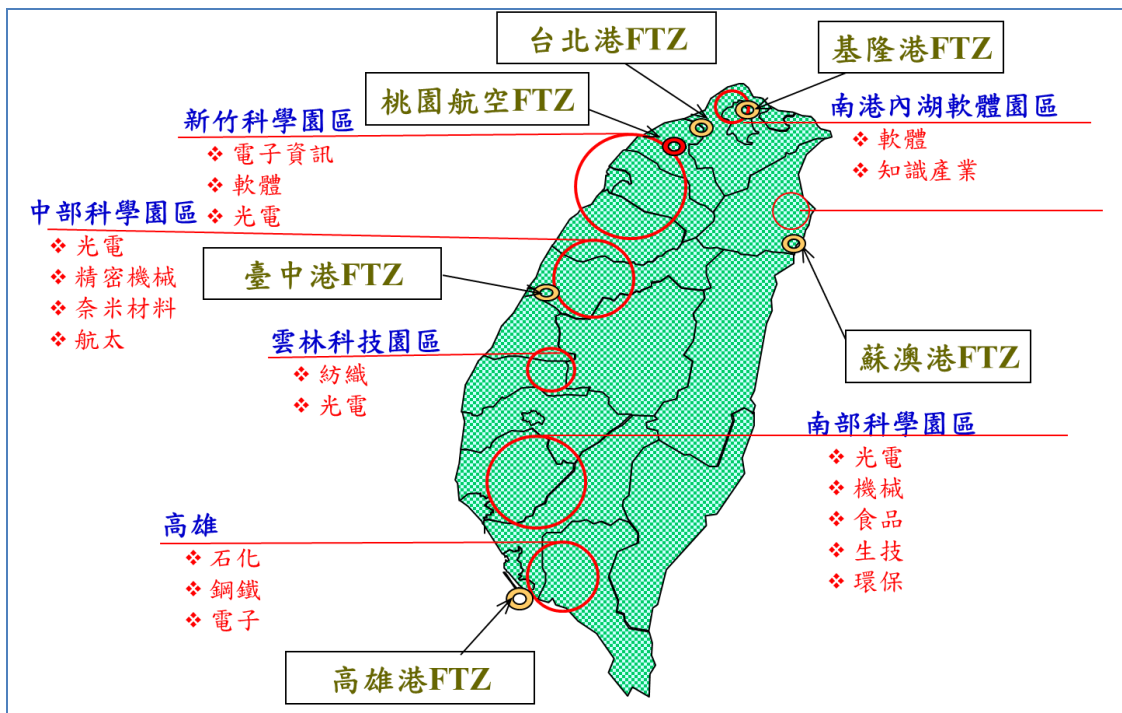 台北港FTZ
基隆港FTZ
桃園航空FTZ
南港內湖軟體園區
❖ 軟體
❖ 知識產業
新竹科學園區
❖ 電子資訊
❖ 軟體
❖ 光電
中部科學園區
❖ 光電
❖ 精密機械
❖ 奈米材料
❖ 航太
臺中港FTZ
蘇澳港FTZ
雲林科技園區
❖ 紡織
❖ 光電
南部科學園區
❖ 光電
❖ 機械
❖ 食品
❖ 生技
❖ 環保
高雄
❖ 石化
❖ 鋼鐵
❖ 電子
高雄港FTZ